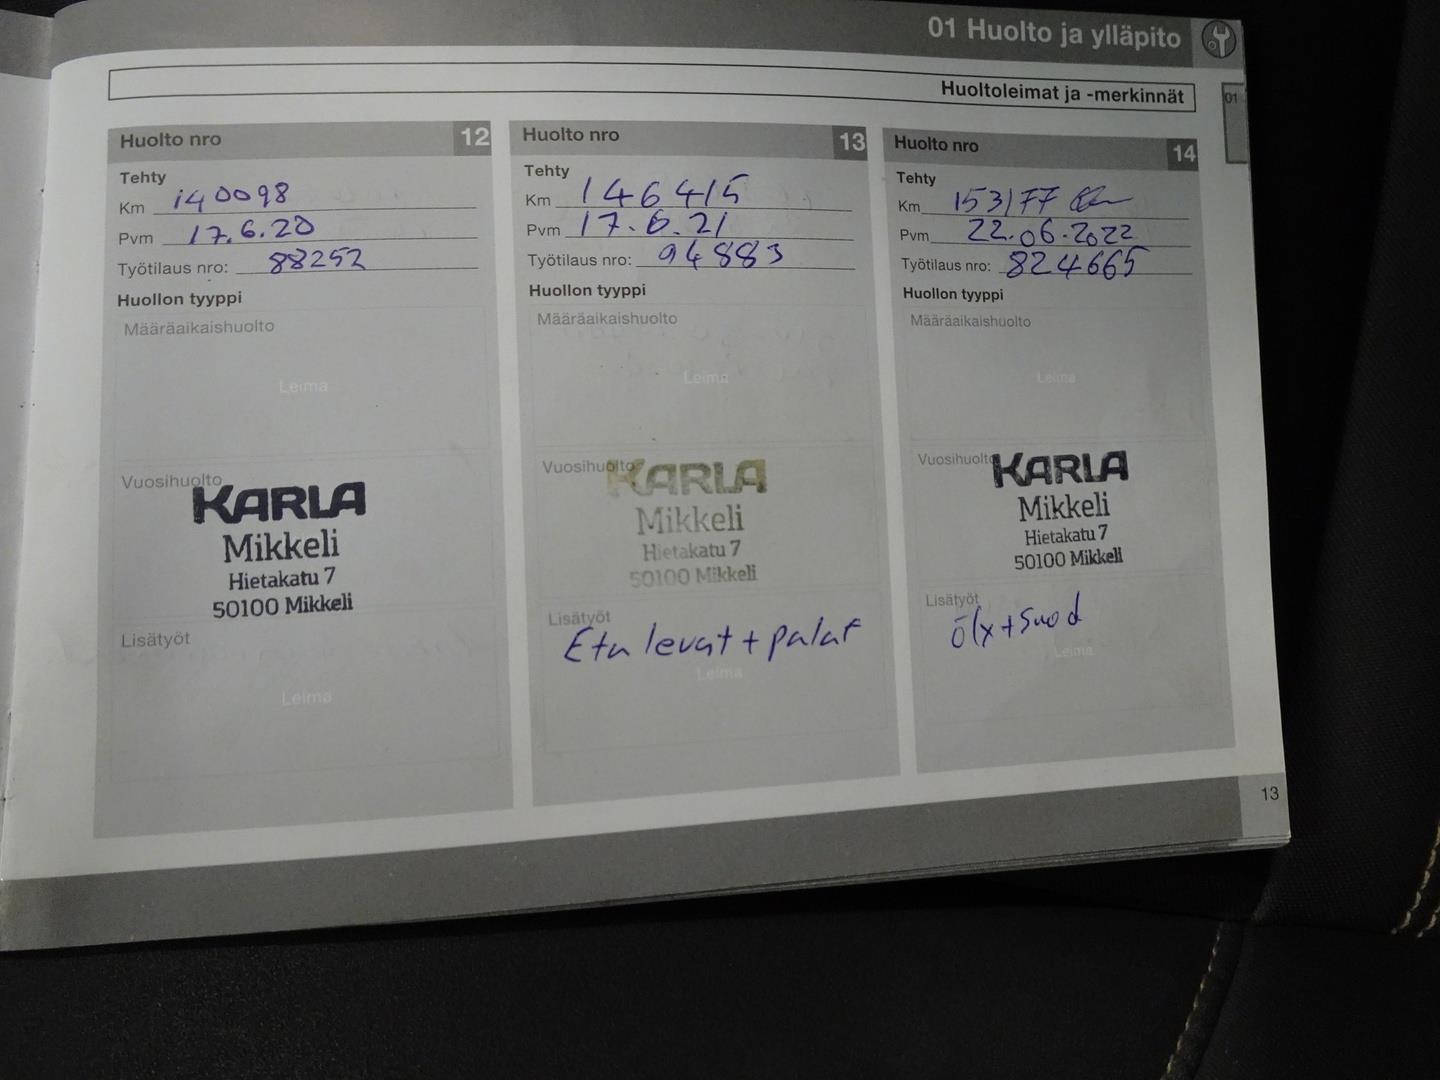 01 Huolto ja ylläpito
Huoltoleimat ja -merkinnät
01
Huolto nro 12
Tehty
Km 140098
Pvm 17.6.20
Työtilaus nro: 88252
Huollon tyyppi
Määräaikaishuolto
Leima
Vuosihuolto
KARLA
Mikkeli
Hietakatu 7
50100 Mikkeli
Lisätyöt
Leima
Huolto nro 13
Tehty
Km 146415
Pvm 17.6.21
Työtilaus nro: 94883
Huollon tyyppi
Määräaikaishuolto
Leima
Vuosihuolto
KARLA
Mikkeli
Hietakatu 7
50100 Mikkeli
Lisätyöt
Etu levat + palat
Leima
Huolto nro 14
Tehty
Km 153177
Pvm 22.06.2022
Työtilaus nro: 824665
Huollon tyyppi
Määräaikaishuolto
Leima
Vuosihuolto
KARLA
Mikkeli
Hietakatu 7
50100 Mikkeli
Lisätyöt
+ suod
Leima
13